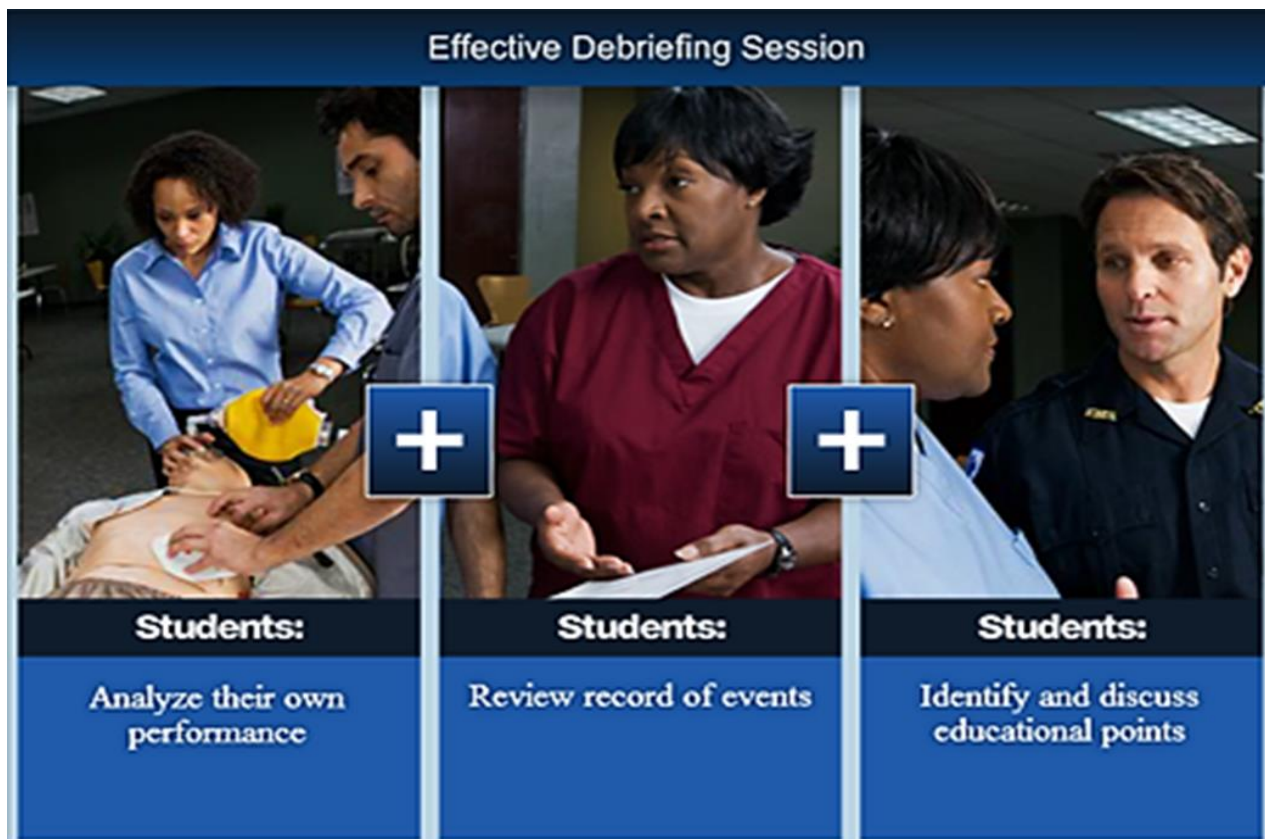 Effective Debriefing Session
Students:
Analyze their own
performance
Students:
Review record of events
Students:
Identify and discuss
educational points